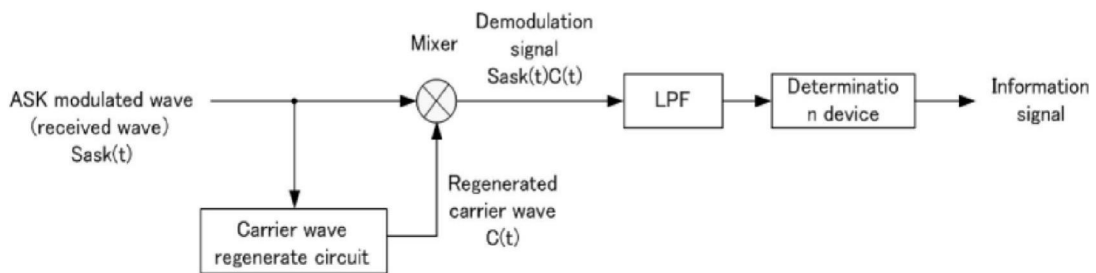 Demodulation
signal
Sask(t)C(t)
Mixer
ASK modulated wave
(received wave)
Sask(t)
LPF
Determinatio
n device
Information
signal
Regenerated
carrier wave
C(t)
Carrier wave
regenerate circuit